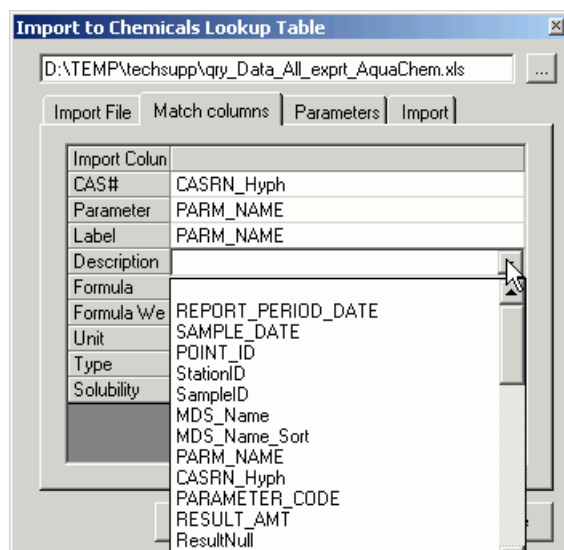 Import to Chemicals Lookup Table
D:\TEMP\techsupp\qry_Data_All_exprt_AquaChem.xls ...
Import File Match columns Parameters Import
Import Colun
CAS# CASRN_Hyph
Parameter PARM_NAME
Label PARM_NAME
Description
Formula
Formula We REPORT_PERIOD_DATE
SAMPLE_DATE
Unit
POINT_ID
Type
StationID
Solubility
SampleID
MDS_Name
MDS_Name_Sort
PARM_NAME
CASRN_Hyph
PARAMETER_CODE
RESULT_AMT
ResultNull